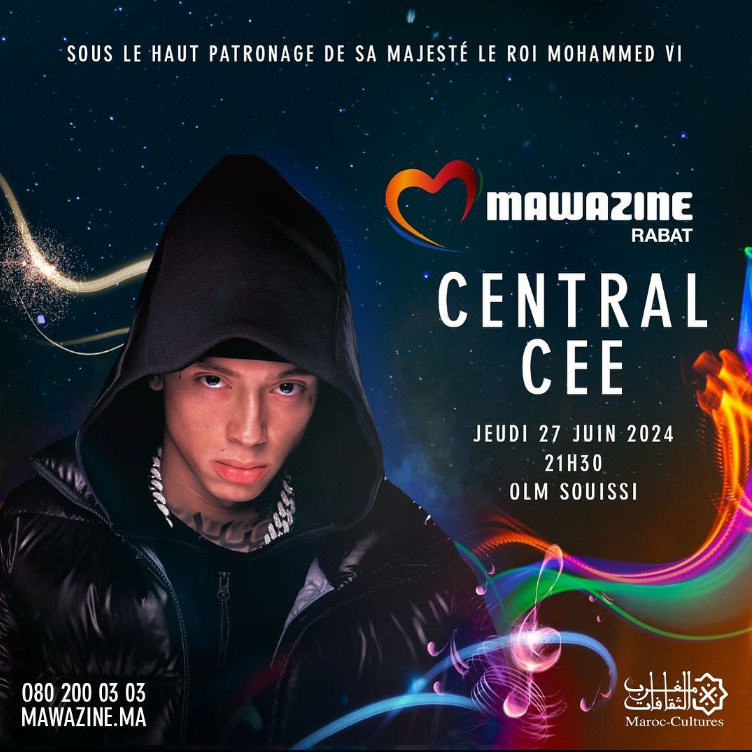 SOUS LE HAUT PATRONAGE DE SA MAJESTÉ LE ROI MOHAMMED VI
MAWAZINE
RABAT
CENTRAL
CEE
JEUDI 27 JUIN 2024
21H30
OLM SOUISSI
080 200 03 03
MAWAZINE.MA
المغرب
الثقافات
Maroc-Cultures